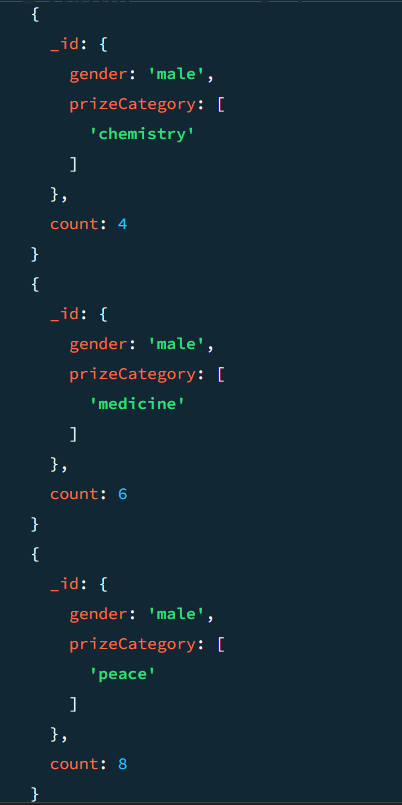 {
  _id: {
    gender: 'male',
    prizeCategory: [
      'chemistry'
    ]
  },
  count: 4
}
{
  _id: {
    gender: 'male',
    prizeCategory: [
      'medicine'
    ]
  },
  count: 6
}
{
  _id: {
    gender: 'male',
    prizeCategory: [
      'peace'
    ]
  },
  count: 8
}